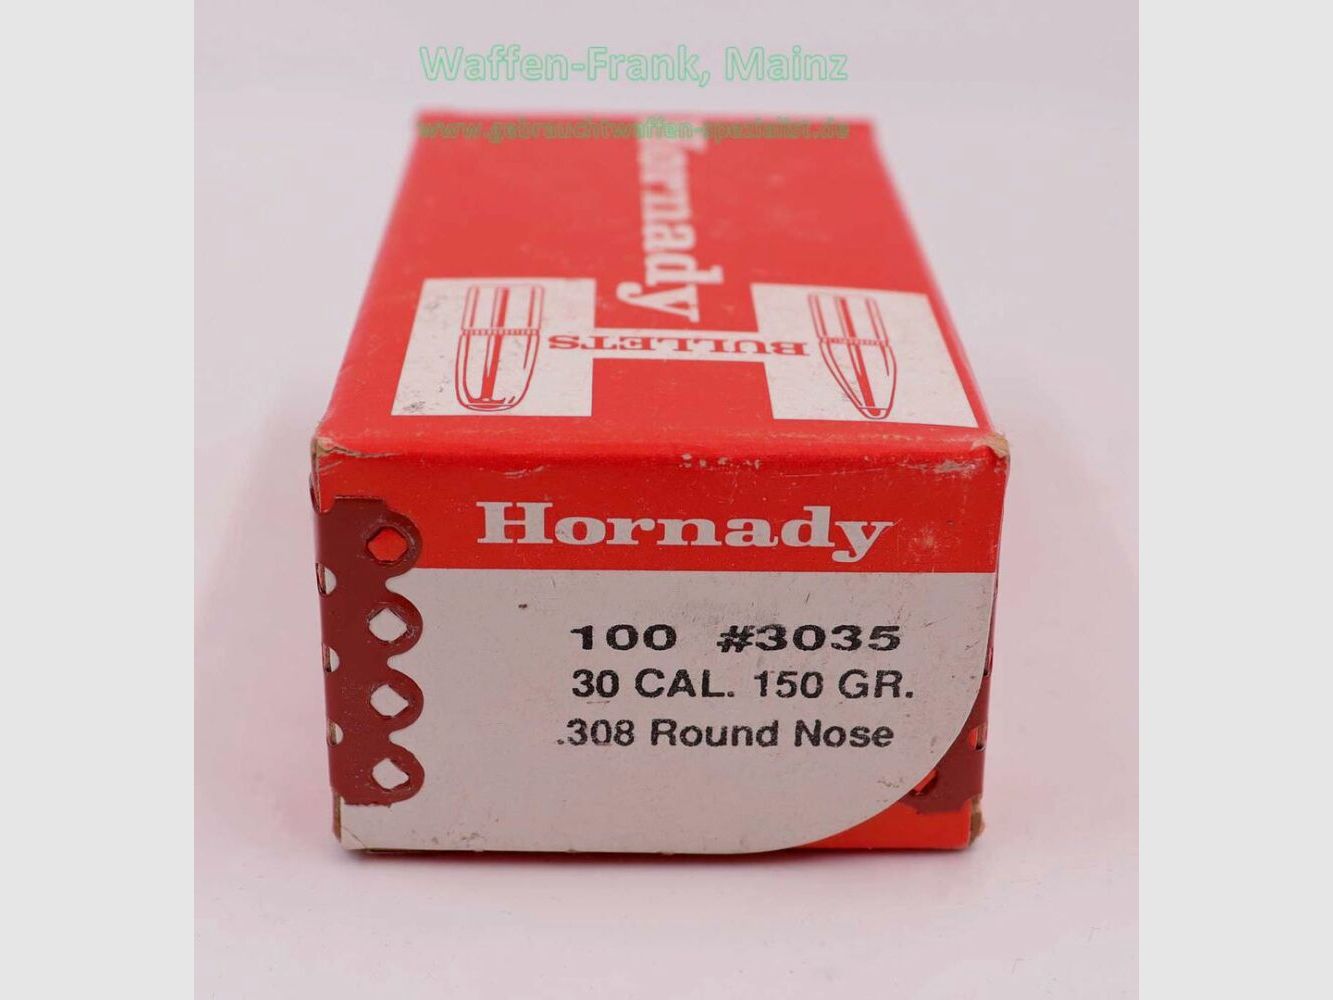 Waffen-Frank, Mainz
www.gebrauchtwaffen-spezialist.de
Hornady
BULLETS
Hornady
100 #3035
30 CAL. 150 GR.
.308 Round Nose